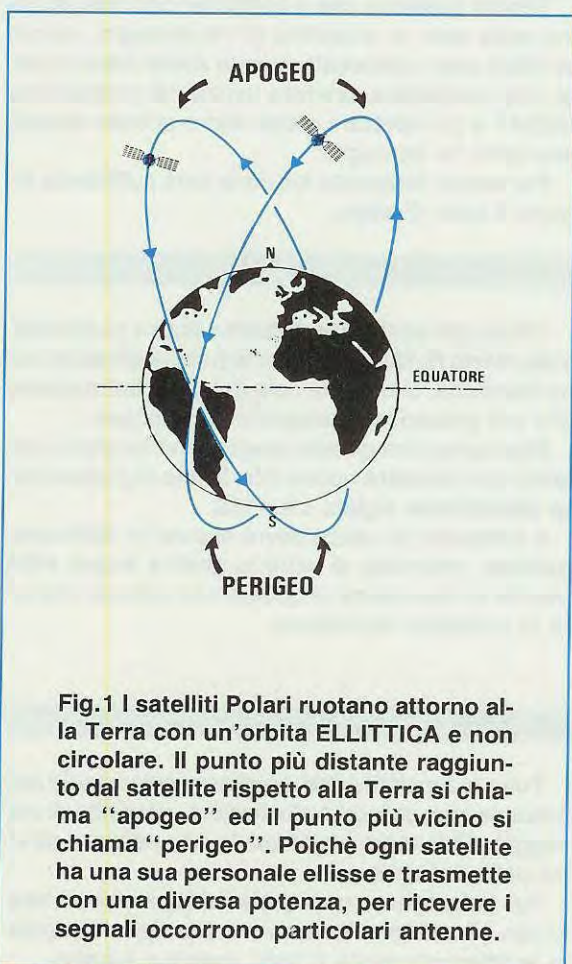 APOGEO
N
EQUATORE
S
PERIGEO
Fig.1 I satelliti Polari ruotano attorno al-
la Terra con un'orbita ELLITTICA e non
circolare. Il punto più distante raggiun-
to dal satellite rispetto alla Terra si chia-
ma ''apogeo'' ed il punto più vicino si
chiama ''perigeo''. Poichè ogni satellite
ha una sua personale ellisse e trasmette
con una diversa potenza, per ricevere i
segnali occorrono particolari antenne.